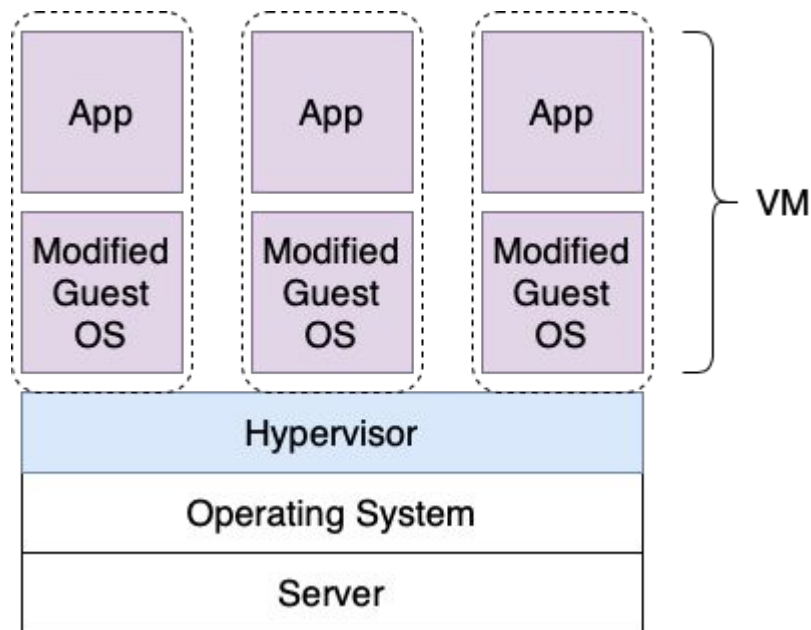 App
App
App
VM
Modified
Guest
OS
Modified
Guest
OS
Modified
Guest
OS
Hypervisor
Operating System
Server